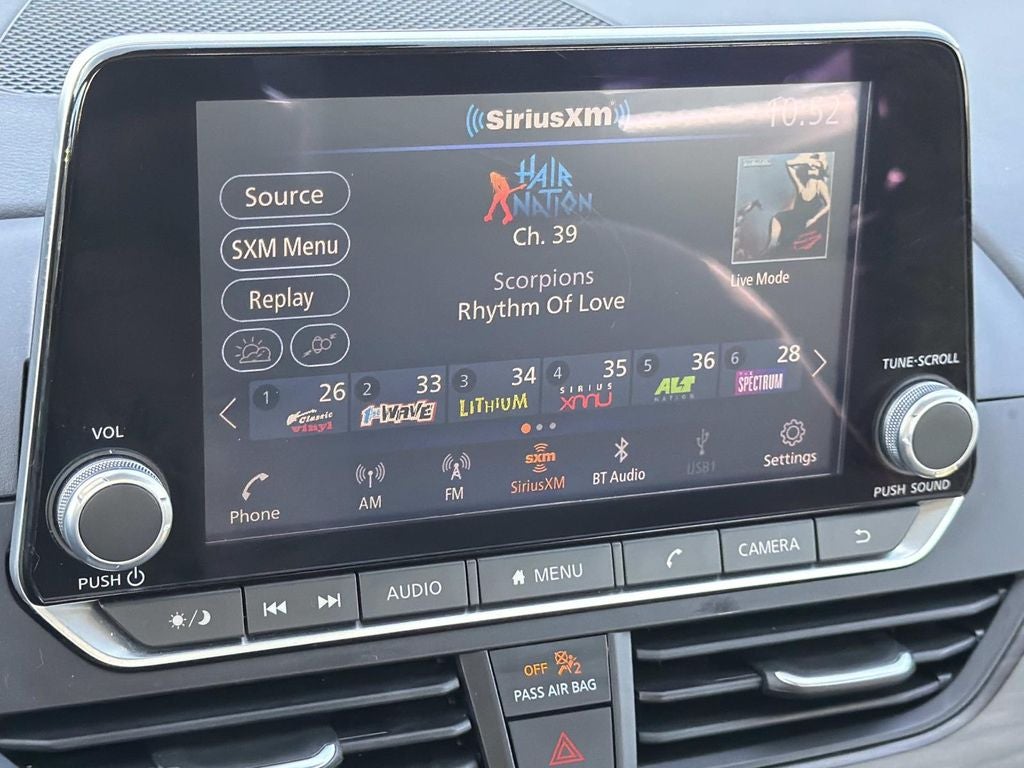 SiriusXm
10:52
Source
SXM Menu
Replay
HAIR
NATION
Ch. 39
Scorpions
Rhythm Of Love
Live Mode
1 26 Classic vinyl
2 33 1st WAVE
3 34 LITHIUM
4 35 SIRIUS XMU
5 36 ALT NATION
6 28 THE SPECTRUM
Phone
AM
FM
sxm
SiriusXM
BT Audio
USB1
Settings
VOL
PUSH
TUNE·SCROLL
PUSH SOUND
AUDIO
MENU
CAMERA
OFF 2
PASS AIR BAG